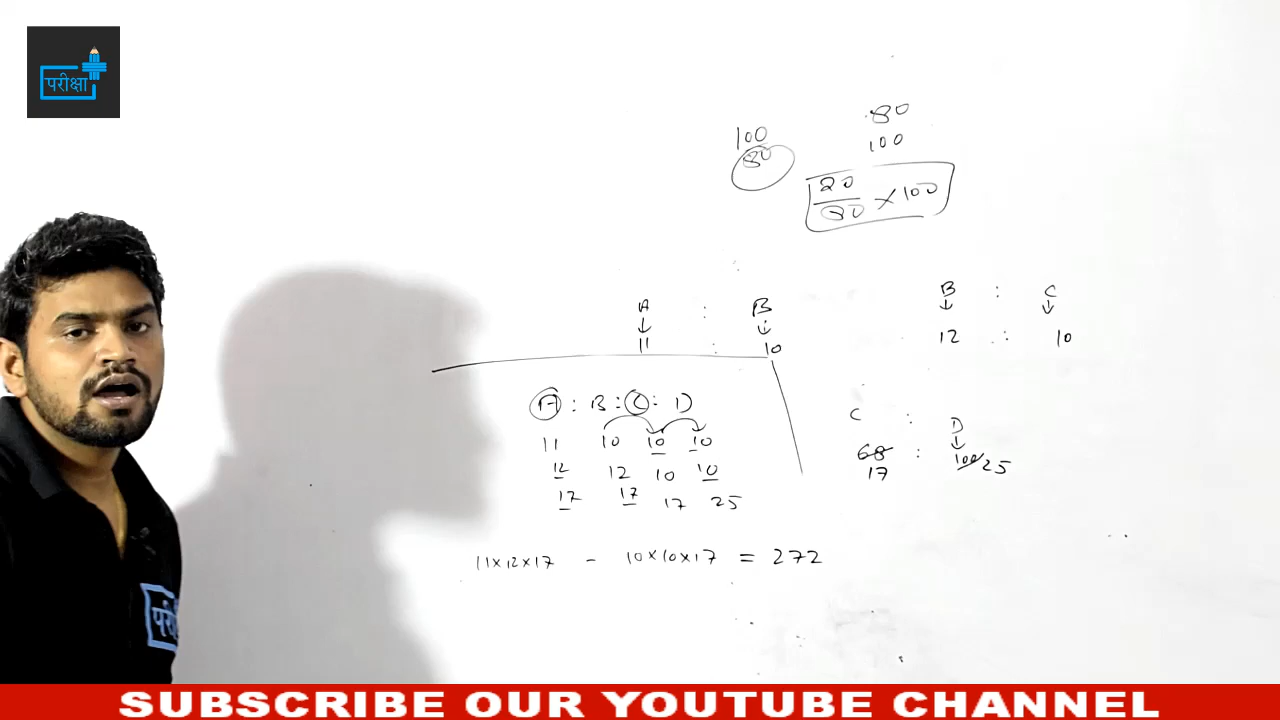 परीक्षा
80
100
100
80
20
80 × 100
A : B
11 : 10
B : C
12 : 10
A : B : C : D
11 10 10 10
12 12 10 10
17 17 17 25
C : D
68 : 100 25
17
11×12×17 - 10×10×17 = 272
परी
SUBSCRIBE OUR YOUTUBE CHANNEL